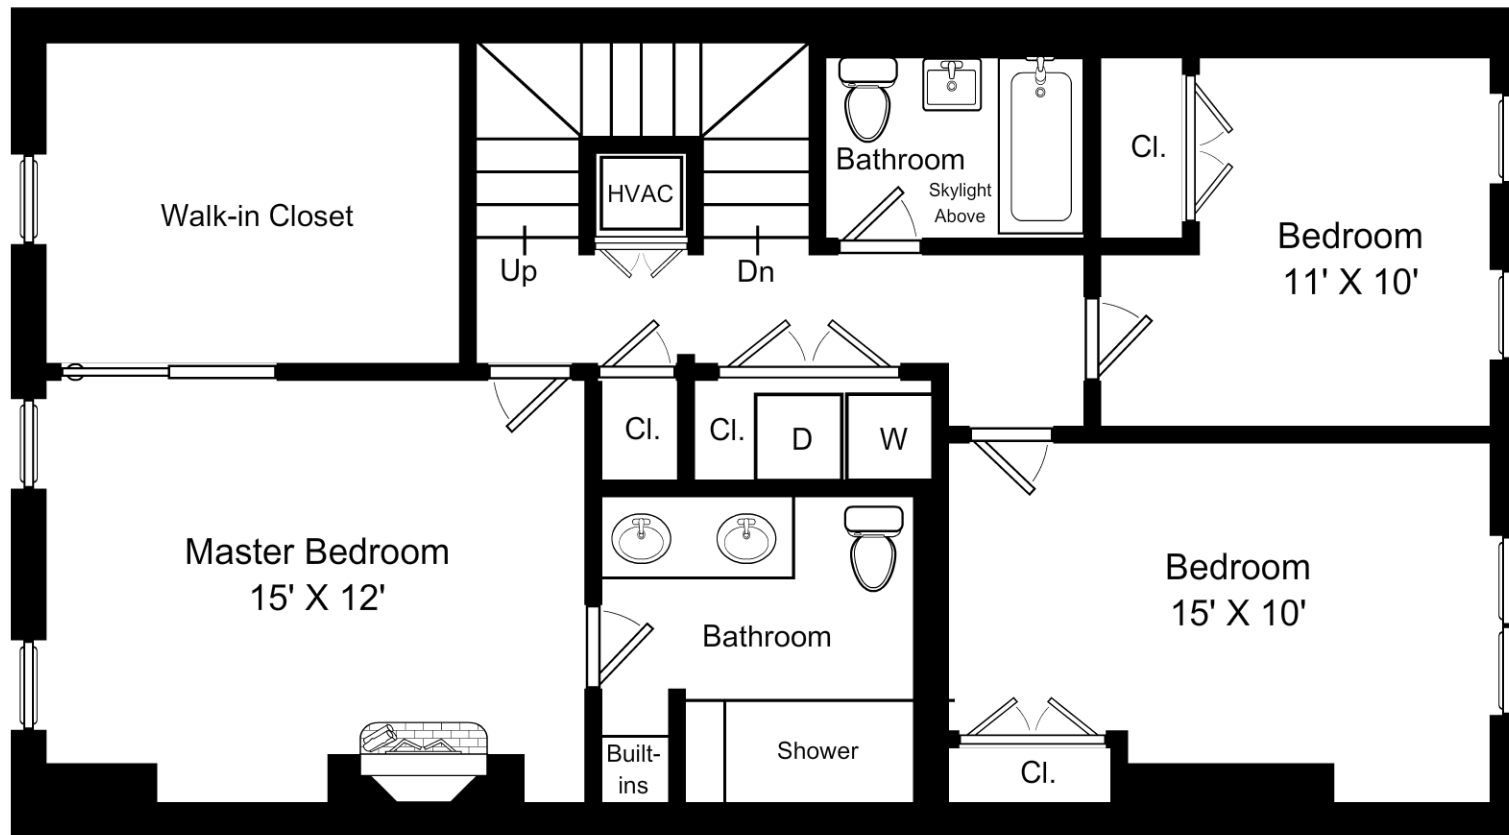 Walk-in Closet
HVAC
Up
Dn
Bathroom
Skylight
Above
Cl.
Bedroom
11' X 10'
Cl.
Cl.
D
W
Master Bedroom
15' X 12'
Bathroom
Built-
ins
Shower
Bedroom
15' X 10'
Cl.